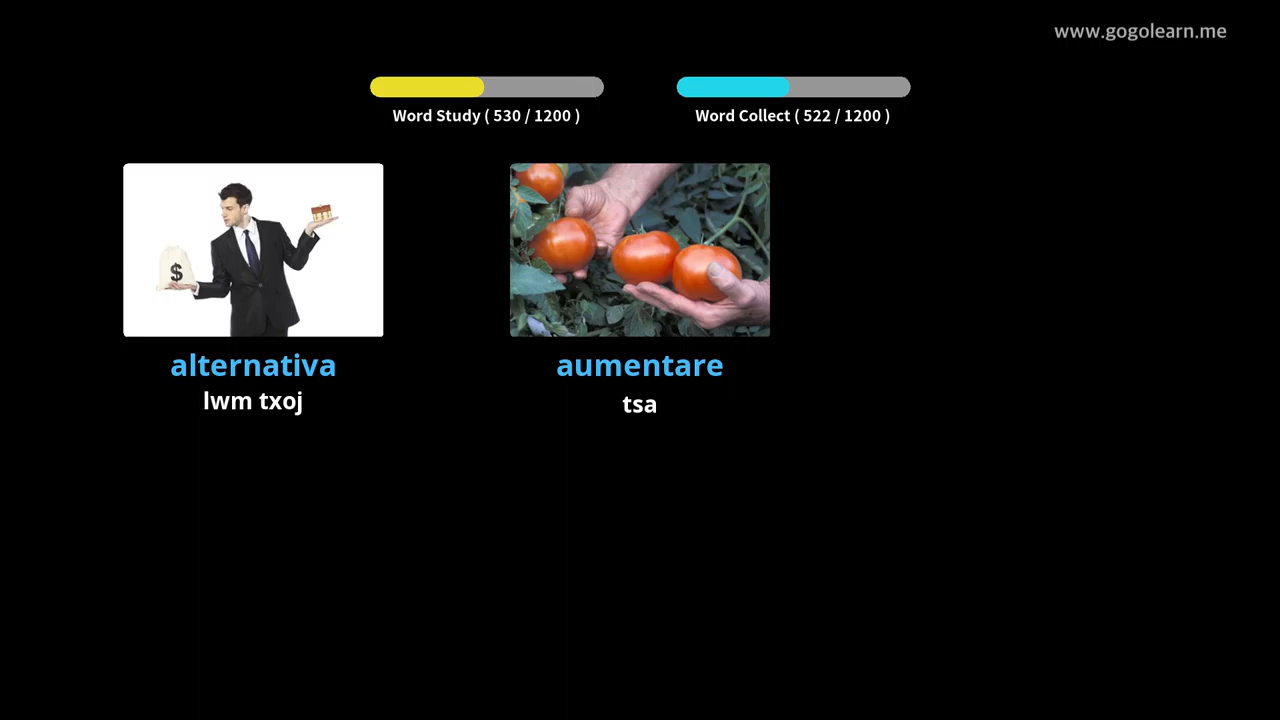 www.gogolearn.me
Word Study ( 530 / 1200 )
Word Collect ( 522 / 1200 )
$
alternativa
lwm txoj
aumentare
tsa